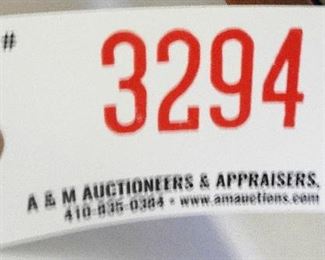 #
3294
A & M AUCTIONEERS & APPRAISERS,
410-835-0384 • www.amauctions.com